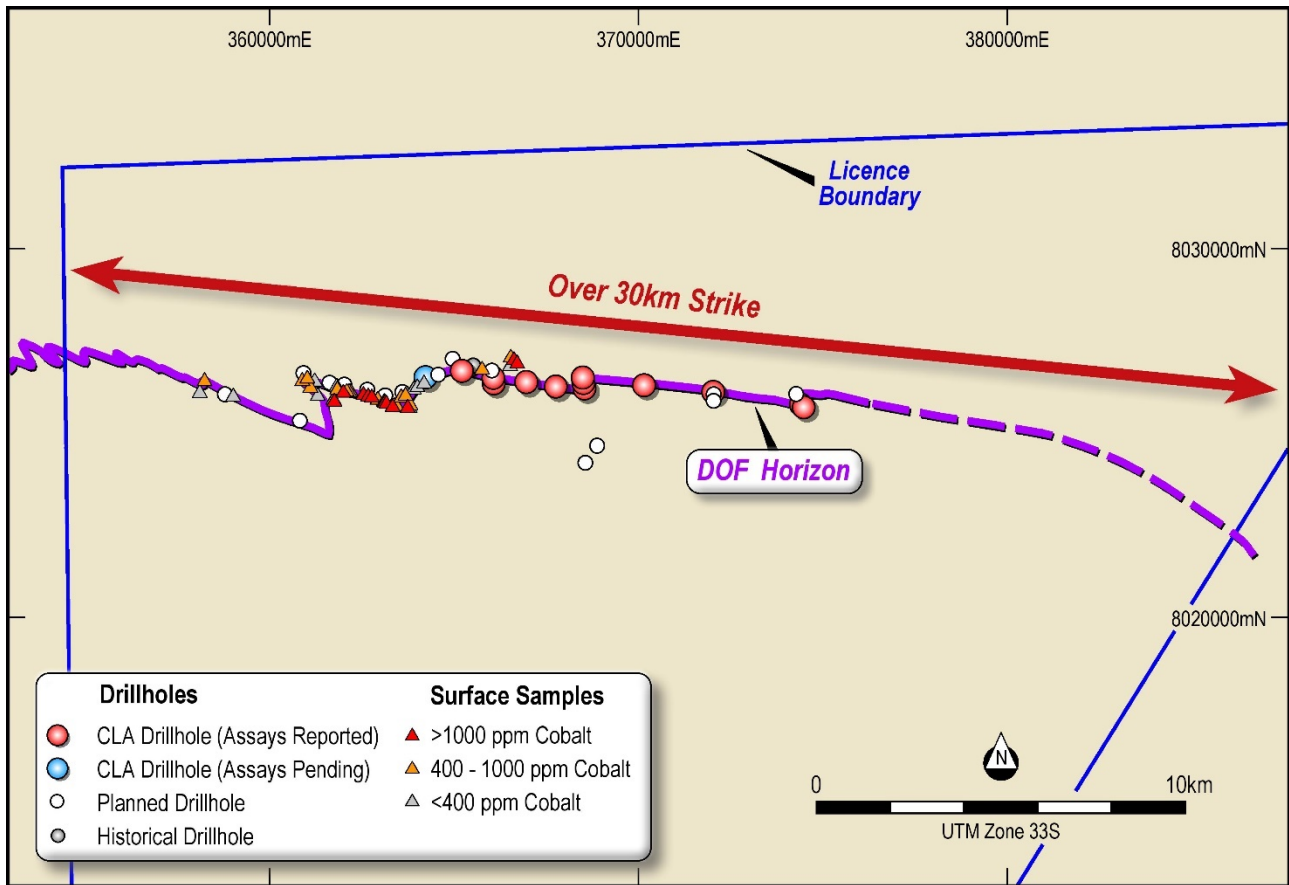 360000mE
370000mE
380000mE
Licence
Boundary
8030000mN
Over 30km Strike
DOF Horizon
8020000mN
Drillholes
CLA Drillhole (Assays Reported)
CLA Drillhole (Assays Pending)
Planned Drillhole
Historical Drillhole
Surface Samples
>1000 ppm Cobalt
400 - 1000 ppm Cobalt
<400 ppm Cobalt
N
0
10km
UTM Zone 33S